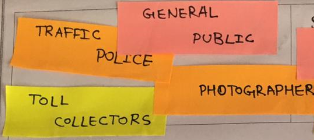 GENERAL
PUBLIC
TRAFFIC
POLICE
PHOTOGRAPHER
TOLL
COLLECTORS